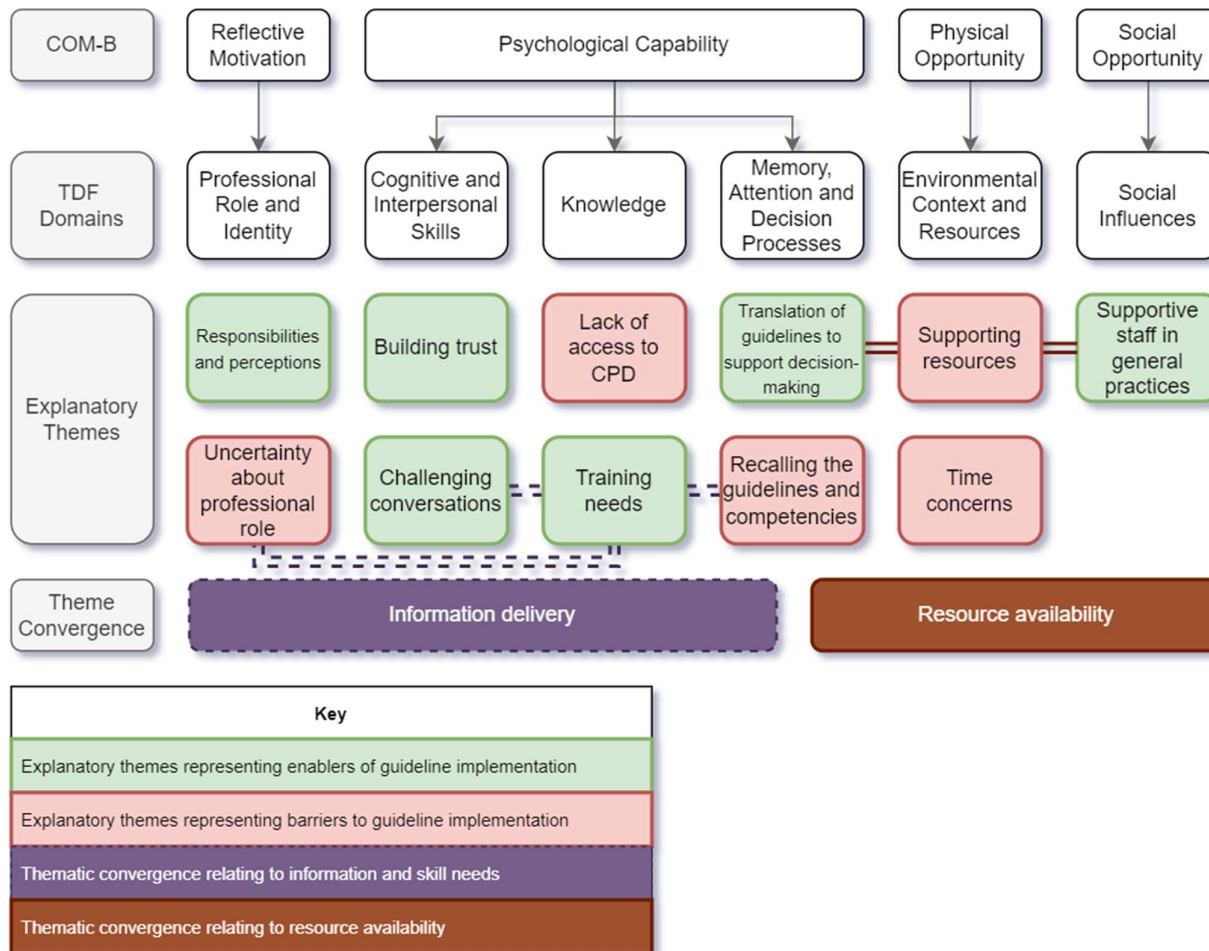 COM-B
Reflective
Motivation
Psychological Capability
Physical
Opportunity
Social
Opportunity
TDF
Domains
Professional
Role and
Identity
Cognitive and
Interpersonal
Skills
Knowledge
Memory,
Attention and
Decision
Processes
Environmental
Context and
Resources
Social
Influences
Explanatory
Themes
Responsibilities
and perceptions
Building trust
Lack of
access to
CPD
Translation of
guidelines to
support decision-
making
Supporting
resources
Supportive
staff in
general
practices
Uncertainty
about
professional
role
Challenging
conversations
Training
needs
Recalling the
guidelines and
competencies
Time
concerns
Theme
Convergence
Information delivery
Resource availability
Key
Explanatory themes representing enablers of guideline implementation
Explanatory themes representing barriers to guideline implementation
Thematic convergence relating to information and skill needs
Thematic convergence relating to resource availability